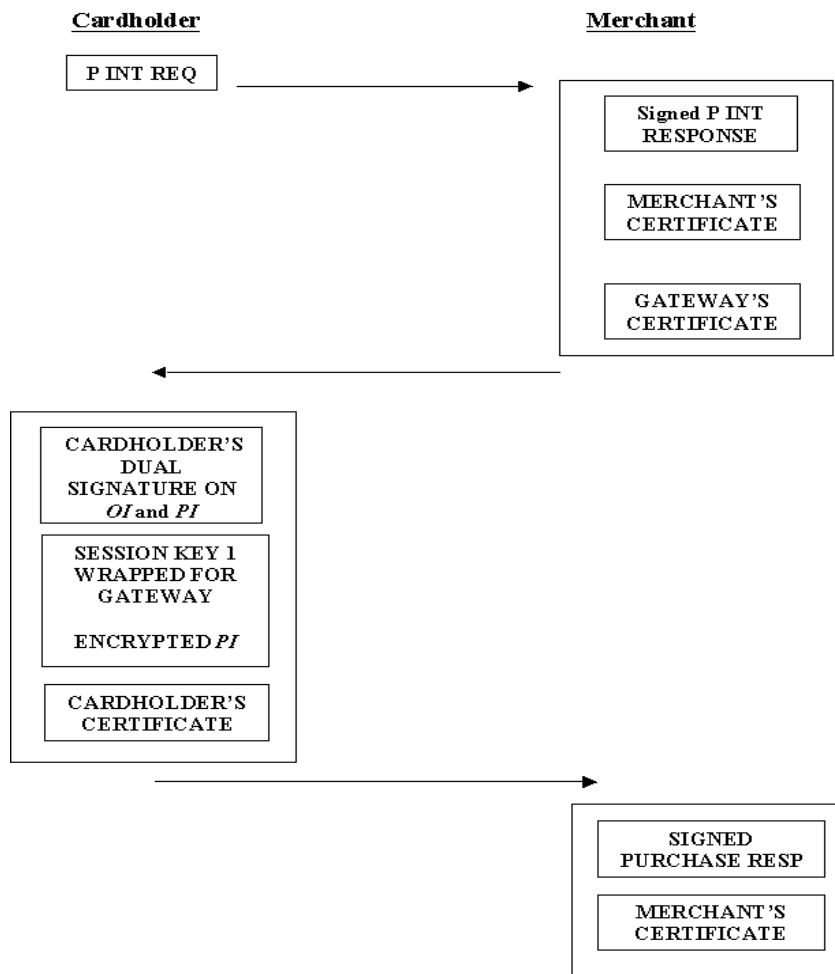 Cardholder
Merchant
P INT REQ
Signed P INT
RESPONSE
MERCHANT'S
CERTIFICATE
GATEWAY'S
CERTIFICATE
CARDHOLDER'S
DUAL
SIGNATURE ON
OI and PI
SESSION KEY 1
WRAPPED FOR
GATEWAY
ENCRYPTED PI
CARDHOLDER'S
CERTIFICATE
SIGNED
PURCHASE RESP
MERCHANT'S
CERTIFICATE